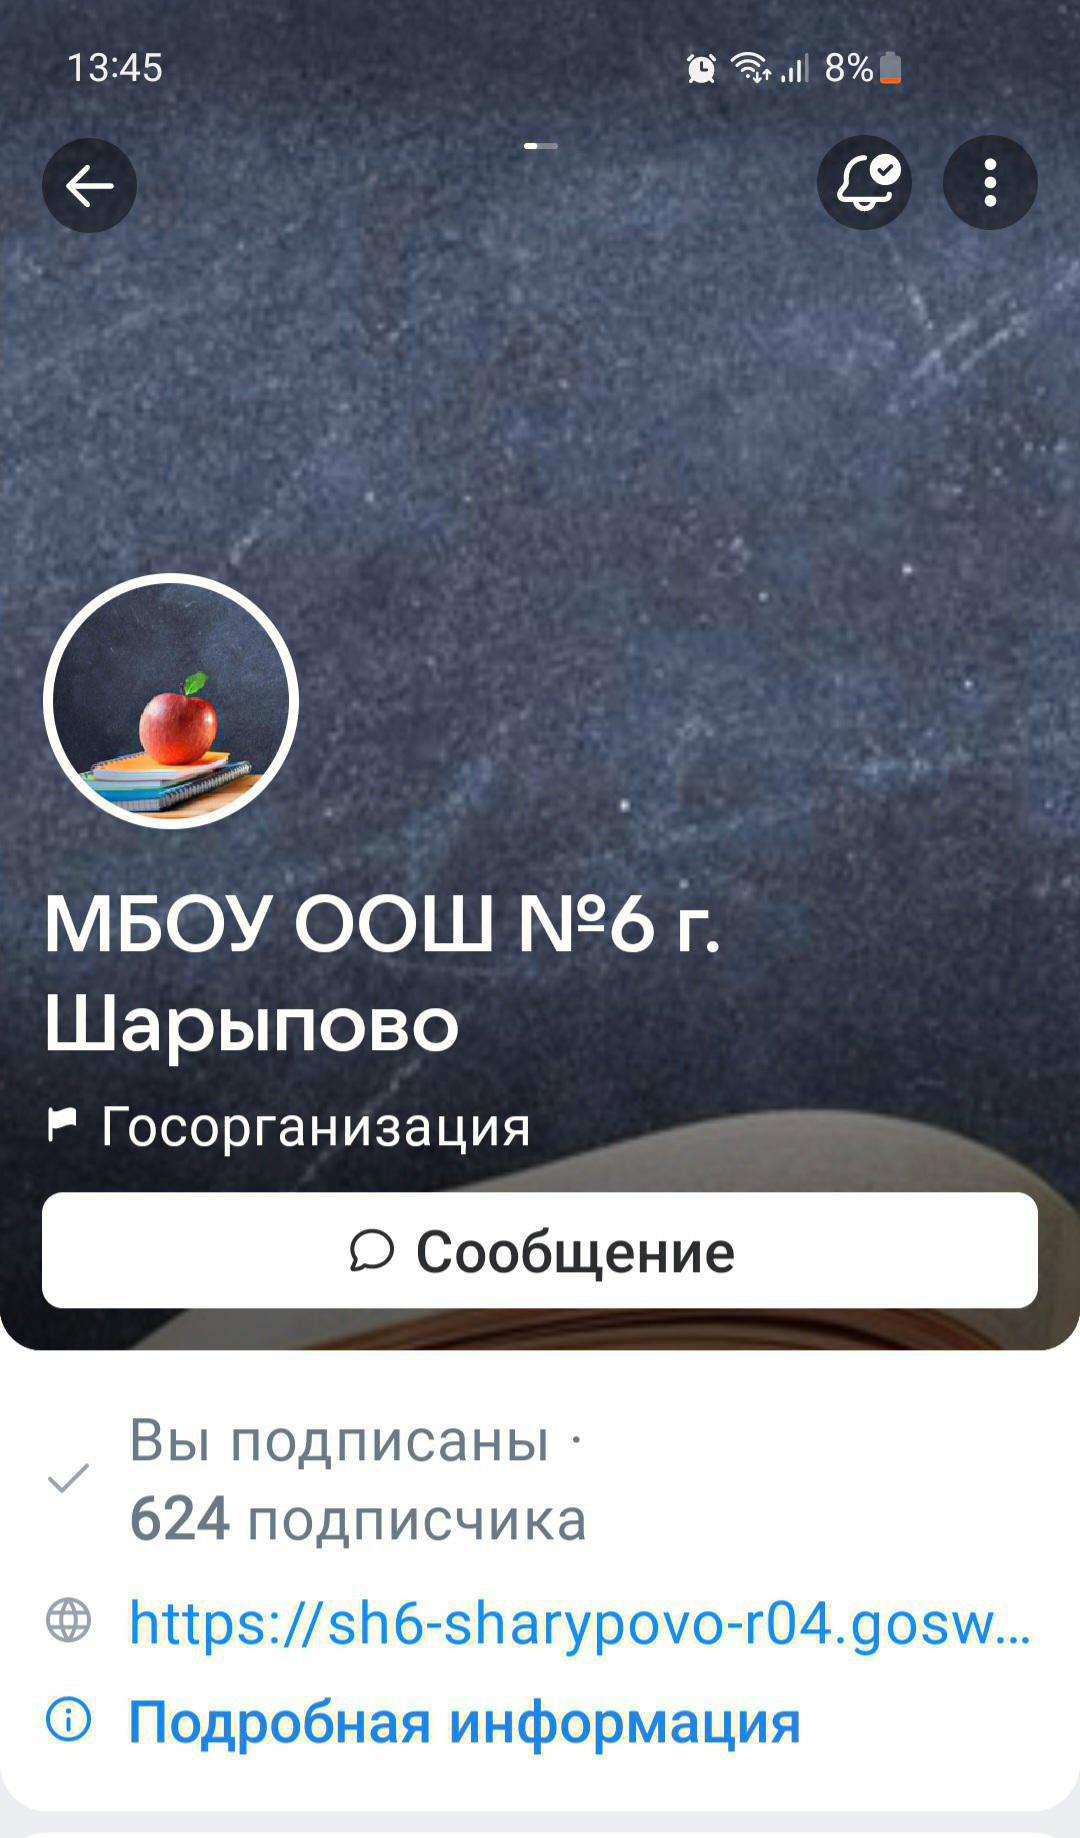 13:45
8%
МБОУ ООШ №6 г.
Шарыпово
Госорганизация
Сообщение
Вы подписаны ·
624 подписчика
https://sh6-sharypovo-r04.gosw...
Подробная информация